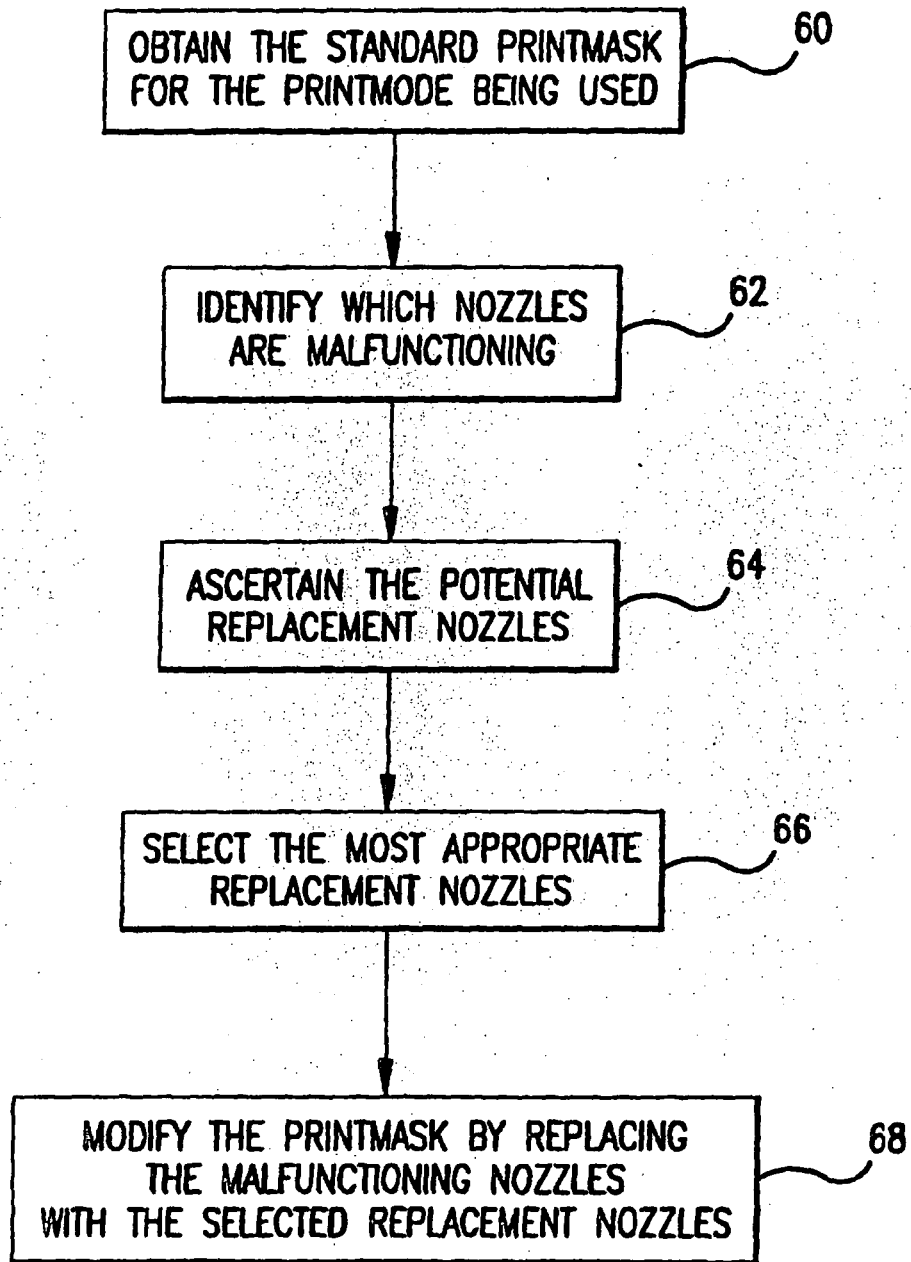 OBTAIN THE STANDARD PRINTMASK
FOR THE PRINTMODE BEING USED
60
IDENTIFY WHICH NOZZLES
ARE MALFUNCTIONING
62
ASCERTAIN THE POTENTIAL
REPLACEMENT NOZZLES
64
SELECT THE MOST APPROPRIATE
REPLACEMENT NOZZLES
66
MODIFY THE PRINTMASK BY REPLACING
THE MALFUNCTIONING NOZZLES
WITH THE SELECTED REPLACEMENT NOZZLES
68